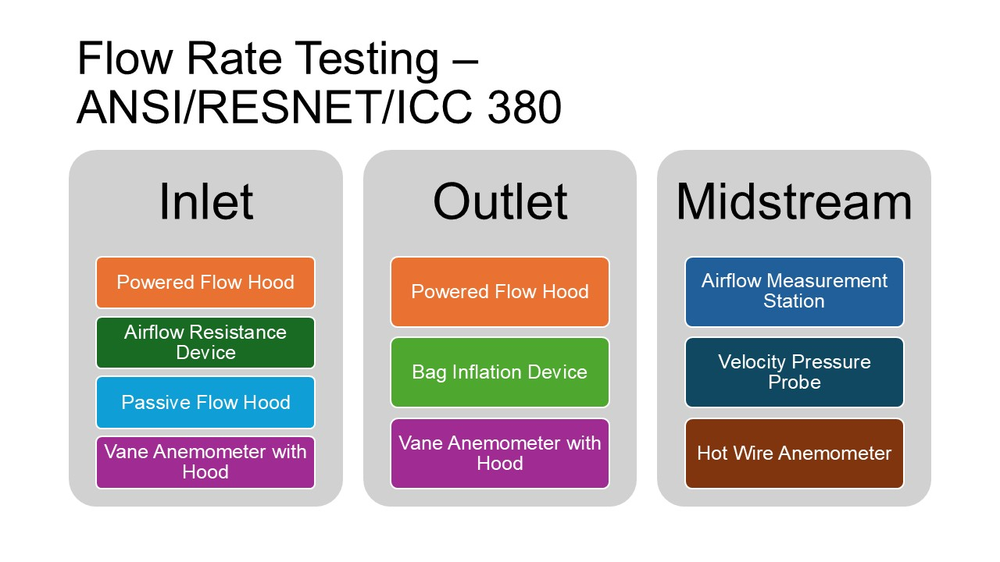 Flow Rate Testing –
ANSI/RESNET/ICC 380
Inlet
Powered Flow Hood
Airflow Resistance
Device
Passive Flow Hood
Vane Anemometer with
Hood
Outlet
Powered Flow Hood
Bag Inflation Device
Vane Anemometer with
Hood
Midstream
Airflow Measurement
Station
Velocity Pressure
Probe
Hot Wire Anemometer